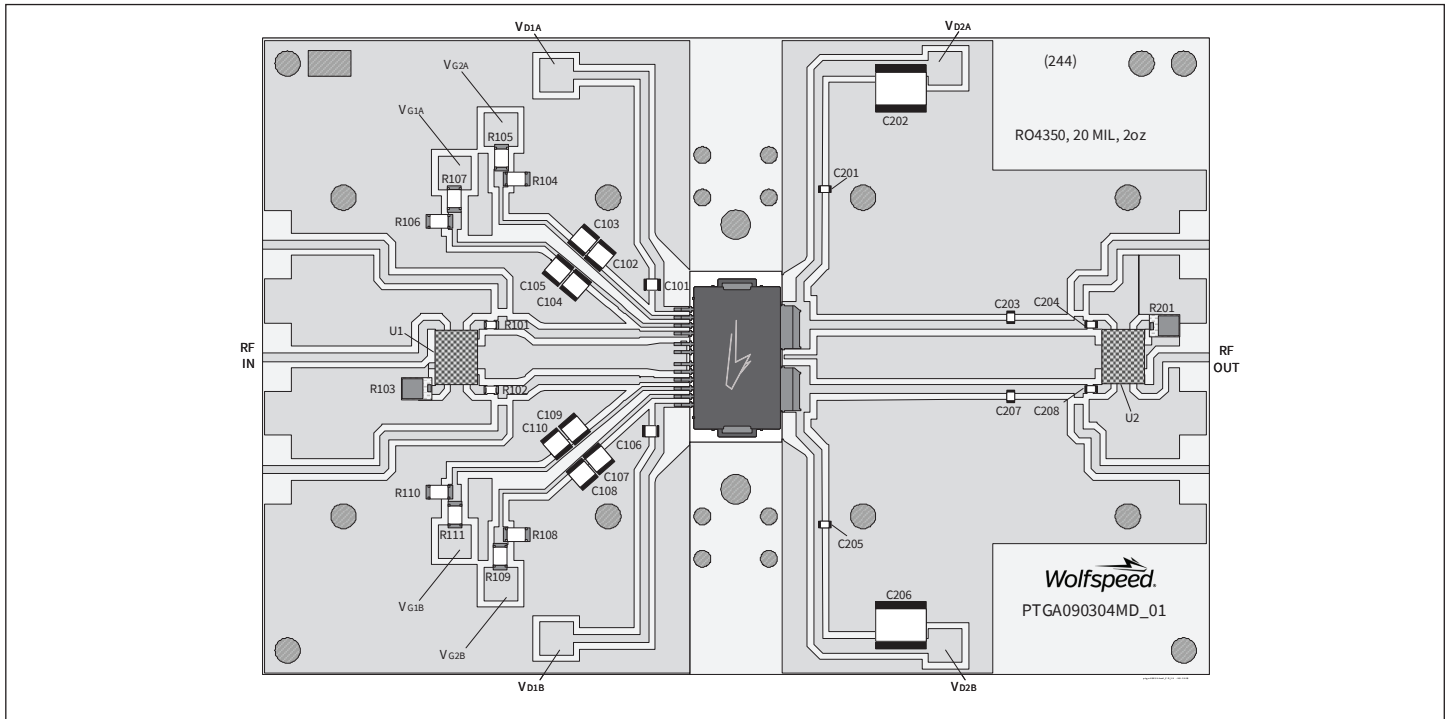 VD1A
VD2A
VG2A
(244)
VG1A
C202
R105
RO4350, 20 MIL, 2oz
R107
R104
C201
R106
C103
C102
C105
C101
C104
C203
C204
R201
U1
R101
RF
IN
RF
OUT
R103
R102
C207
C208
U2
C109
C110
C106
C107
C108
R110
R111
R108
C205
R109
Wolfspeed.
C206
VG1B
PTGA090304MD_01
VG2B
VD1B
VD2B